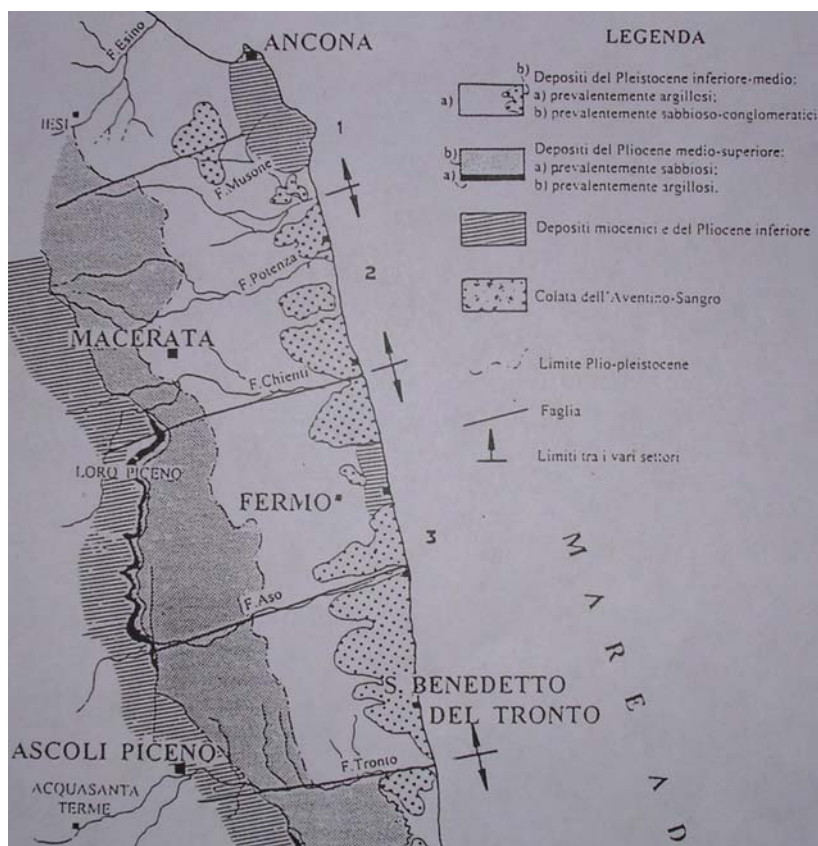 F.Esino
ANCONA
IESI
1
F.Musone
F.Potenza
2
MACERATA
F.Chienti
LORO PICENO
FERMO
3
F.Aso
S. BENEDETTO
DEL TRONTO
ASCOLI PICENO
F.Tronto
ACQUASANTA
TERME
MARE AD
LEGENDA
b)
a)
Depositi del Pleistocene inferiore-medio:
a) prevalentemente argillosi;
b) prevalentemente sabbioso-conglomeratici
b)
a)
Depositi del Pliocene medio-superiore:
a) prevalentemente sabbiosi;
b) prevalentemente argillosi.
Depositi miocenici e del Pliocene inferiore
Colata dell'Aventino-Sangro
Limite Plio-pleistocene
Faglia
Limiti tra i vari settori